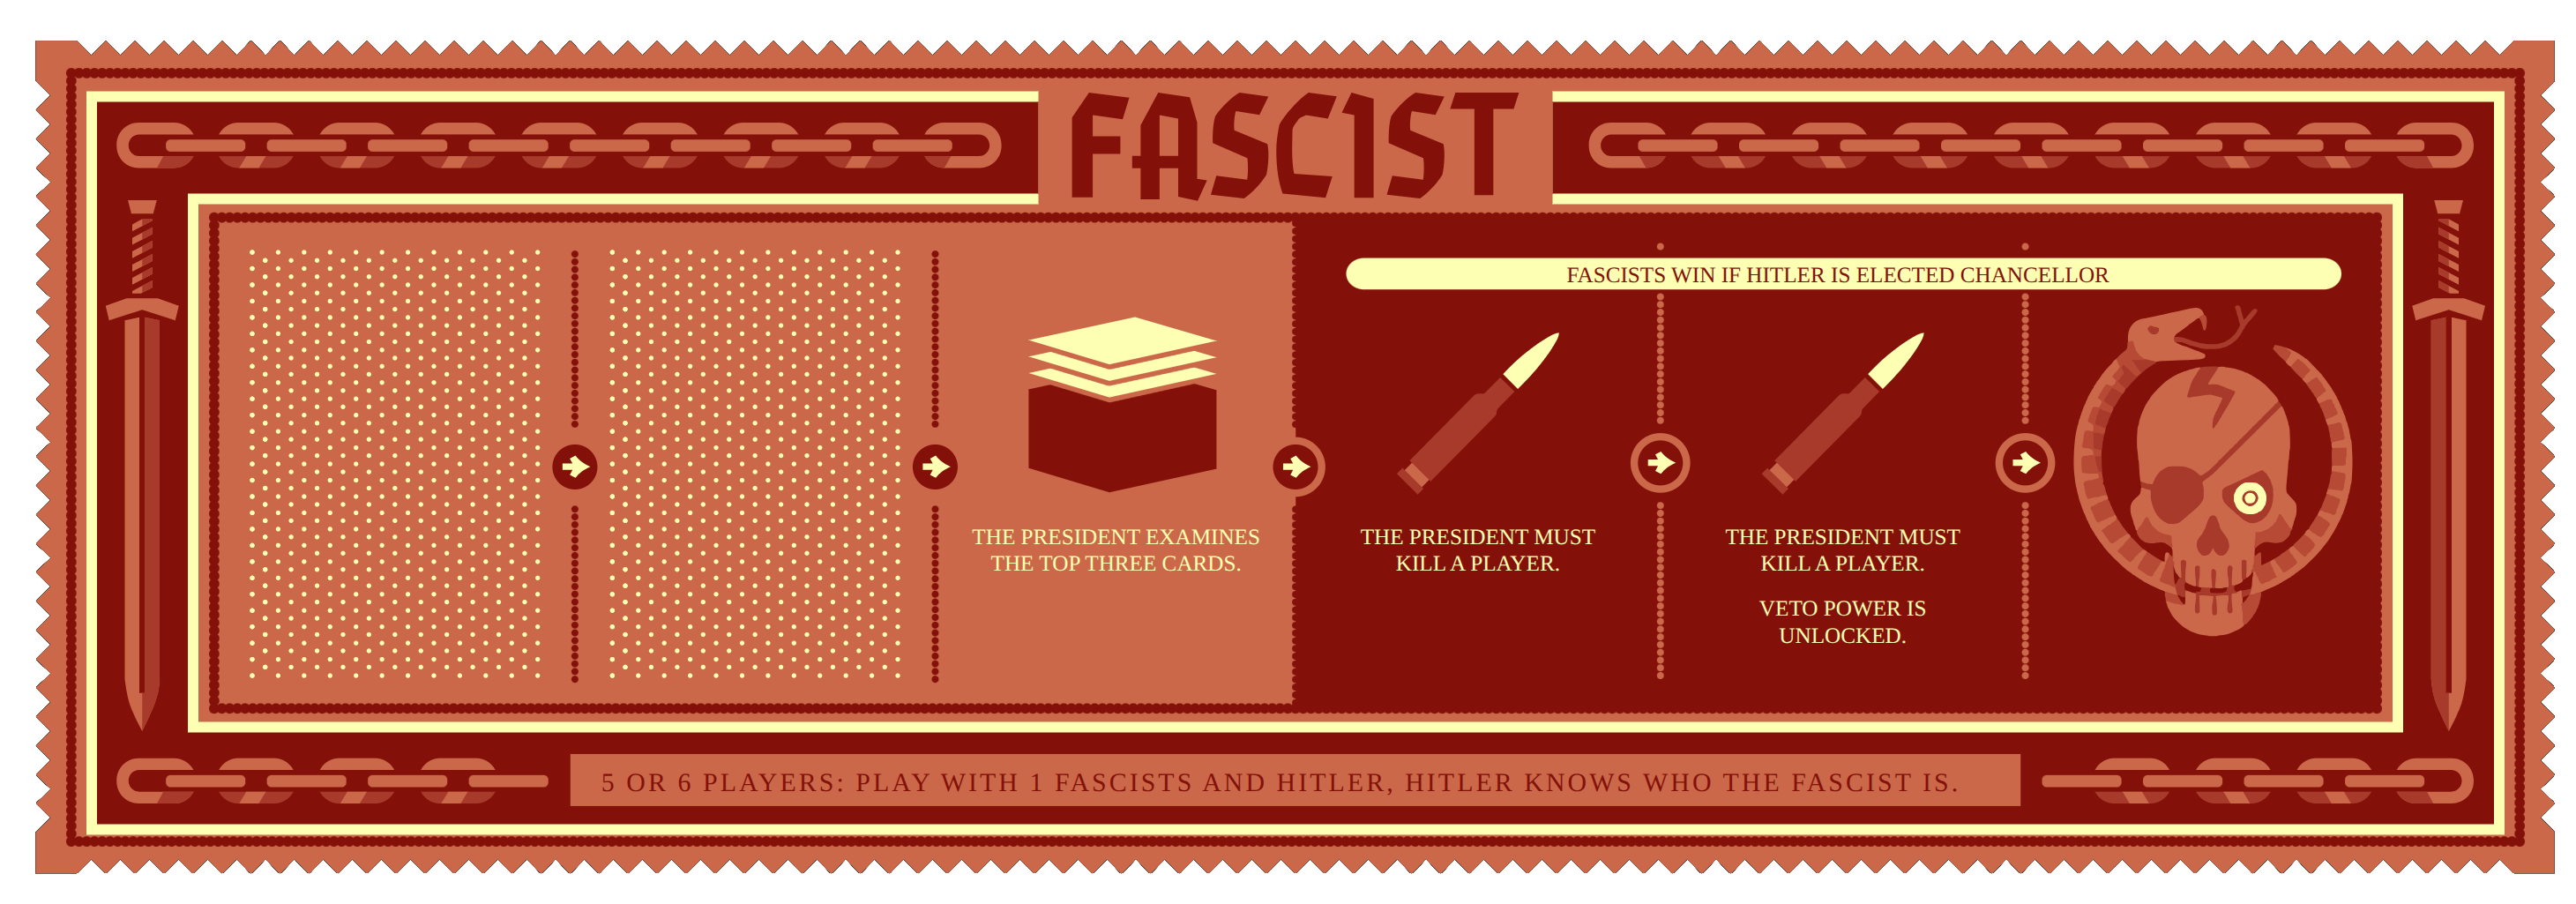 FASCIST
FASCISTS WIN IF HITLER IS ELECTED CHANCELLOR
THE PRESIDENT EXAMINES
THE TOP THREE CARDS.
THE PRESIDENT MUST
KILL A PLAYER.
THE PRESIDENT MUST
KILL A PLAYER.
VETO POWER IS
UNLOCKED.
5 OR 6 PLAYERS: PLAY WITH 1 FASCISTS AND HITLER, HITLER KNOWS WHO THE FASCIST IS.